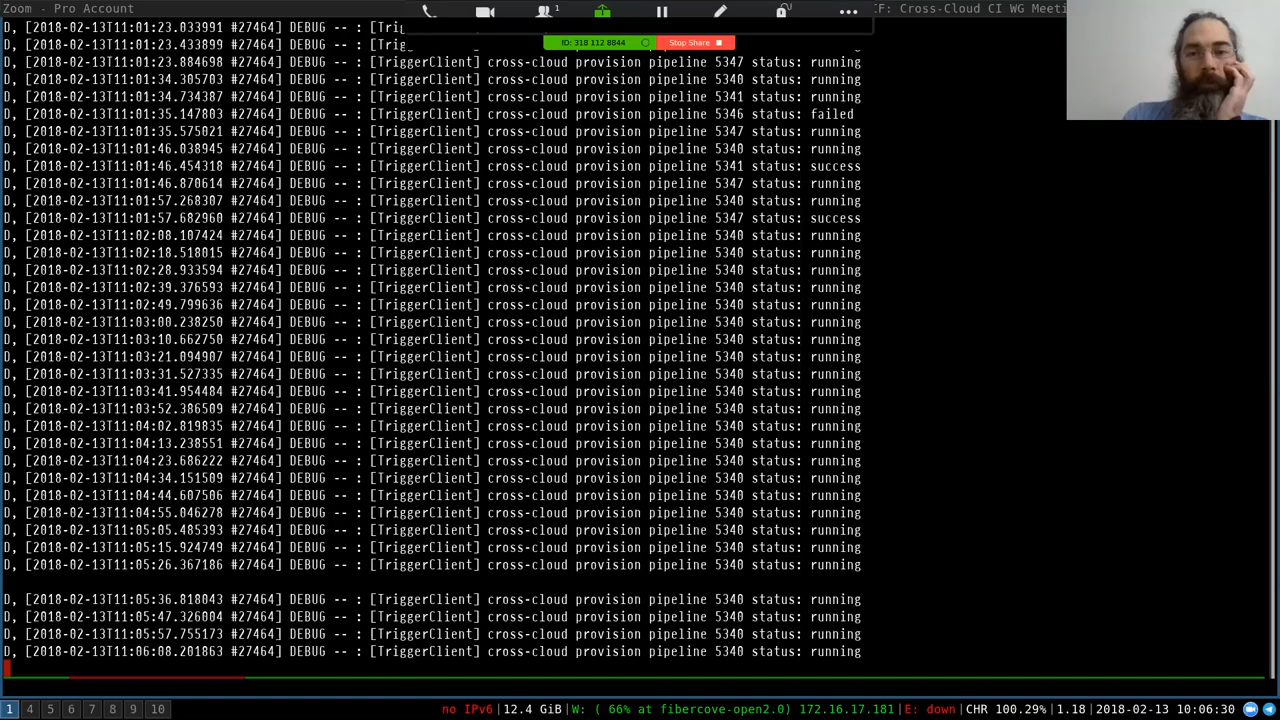 Zoom - Pro Account
1
CF: Cross-Cloud CI WG Meeti
ID: 318 112 8844
Stop Share
D, [2018-02-13T11:01:23.033991 #27464] DEBUG -- : [Trig
D, [2018-02-13T11:01:23.433899 #27464] DEBUG -- : [Trig
D, [2018-02-13T11:01:23.884698 #27464] DEBUG -- : [TriggerClient] cross-cloud provision pipeline 5347 status: running
D, [2018-02-13T11:01:34.305703 #27464] DEBUG -- : [TriggerClient] cross-cloud provision pipeline 5340 status: running
D, [2018-02-13T11:01:34.734387 #27464] DEBUG -- : [TriggerClient] cross-cloud provision pipeline 5341 status: running
D, [2018-02-13T11:01:35.147803 #27464] DEBUG -- : [TriggerClient] cross-cloud provision pipeline 5346 status: failed
D, [2018-02-13T11:01:35.575021 #27464] DEBUG -- : [TriggerClient] cross-cloud provision pipeline 5347 status: running
D, [2018-02-13T11:01:46.038945 #27464] DEBUG -- : [TriggerClient] cross-cloud provision pipeline 5340 status: running
D, [2018-02-13T11:01:46.454318 #27464] DEBUG -- : [TriggerClient] cross-cloud provision pipeline 5341 status: success
D, [2018-02-13T11:01:46.870614 #27464] DEBUG -- : [TriggerClient] cross-cloud provision pipeline 5347 status: running
D, [2018-02-13T11:01:57.268307 #27464] DEBUG -- : [TriggerClient] cross-cloud provision pipeline 5340 status: running
D, [2018-02-13T11:01:57.682960 #27464] DEBUG -- : [TriggerClient] cross-cloud provision pipeline 5347 status: success
D, [2018-02-13T11:02:08.107424 #27464] DEBUG -- : [TriggerClient] cross-cloud provision pipeline 5340 status: running
D, [2018-02-13T11:02:18.518015 #27464] DEBUG -- : [TriggerClient] cross-cloud provision pipeline 5340 status: running
D, [2018-02-13T11:02:28.933594 #27464] DEBUG -- : [TriggerClient] cross-cloud provision pipeline 5340 status: running
D, [2018-02-13T11:02:39.376593 #27464] DEBUG -- : [TriggerClient] cross-cloud provision pipeline 5340 status: running
D, [2018-02-13T11:02:49.799636 #27464] DEBUG -- : [TriggerClient] cross-cloud provision pipeline 5340 status: running
D, [2018-02-13T11:03:00.238250 #27464] DEBUG -- : [TriggerClient] cross-cloud provision pipeline 5340 status: running
D, [2018-02-13T11:03:10.662750 #27464] DEBUG -- : [TriggerClient] cross-cloud provision pipeline 5340 status: running
D, [2018-02-13T11:03:21.094907 #27464] DEBUG -- : [TriggerClient] cross-cloud provision pipeline 5340 status: running
D, [2018-02-13T11:03:31.527335 #27464] DEBUG -- : [TriggerClient] cross-cloud provision pipeline 5340 status: running
D, [2018-02-13T11:03:41.954484 #27464] DEBUG -- : [TriggerClient] cross-cloud provision pipeline 5340 status: running
D, [2018-02-13T11:03:52.386509 #27464] DEBUG -- : [TriggerClient] cross-cloud provision pipeline 5340 status: running
D, [2018-02-13T11:04:02.819835 #27464] DEBUG -- : [TriggerClient] cross-cloud provision pipeline 5340 status: running
D, [2018-02-13T11:04:13.238551 #27464] DEBUG -- : [TriggerClient] cross-cloud provision pipeline 5340 status: running
D, [2018-02-13T11:04:23.686222 #27464] DEBUG -- : [TriggerClient] cross-cloud provision pipeline 5340 status: running
D, [2018-02-13T11:04:34.151509 #27464] DEBUG -- : [TriggerClient] cross-cloud provision pipeline 5340 status: running
D, [2018-02-13T11:04:44.607506 #27464] DEBUG -- : [TriggerClient] cross-cloud provision pipeline 5340 status: running
D, [2018-02-13T11:04:55.046278 #27464] DEBUG -- : [TriggerClient] cross-cloud provision pipeline 5340 status: running
D, [2018-02-13T11:05:05.485393 #27464] DEBUG -- : [TriggerClient] cross-cloud provision pipeline 5340 status: running
D, [2018-02-13T11:05:15.924749 #27464] DEBUG -- : [TriggerClient] cross-cloud provision pipeline 5340 status: running
D, [2018-02-13T11:05:26.367186 #27464] DEBUG -- : [TriggerClient] cross-cloud provision pipeline 5340 status: running
D, [2018-02-13T11:05:36.818043 #27464] DEBUG -- : [TriggerClient] cross-cloud provision pipeline 5340 status: running
D, [2018-02-13T11:05:47.326004 #27464] DEBUG -- : [TriggerClient] cross-cloud provision pipeline 5340 status: running
D, [2018-02-13T11:05:57.755173 #27464] DEBUG -- : [TriggerClient] cross-cloud provision pipeline 5340 status: running
D, [2018-02-13T11:06:08.201863 #27464] DEBUG -- : [TriggerClient] cross-cloud provision pipeline 5340 status: running
1 4 5 6 7 8 9 10
no IPv6|12.4 GiB|W: ( 66% at fibercove-open2.0) 172.16.17.181|E: down|CHR 100.29%|1.18|2018-02-13 10:06:30